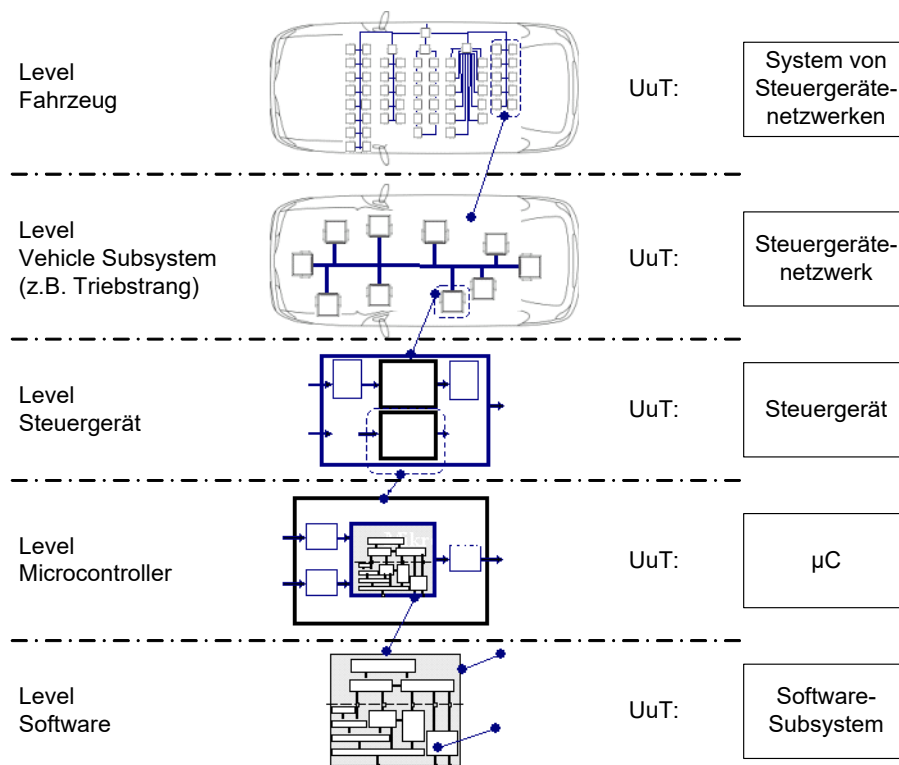 Level
Fahrzeug
UuT:
System von
Steuergeräte-
netzwerken
Level
Vehicle Subsystem
(z.B. Triebstrang)
UuT:
Steuergeräte-
netzwerk
Level
Steuergerät
UuT:
Steuergerät
Level
Microcontroller
UuT:
µC
Level
Software
UuT:
Software-
Subsystem